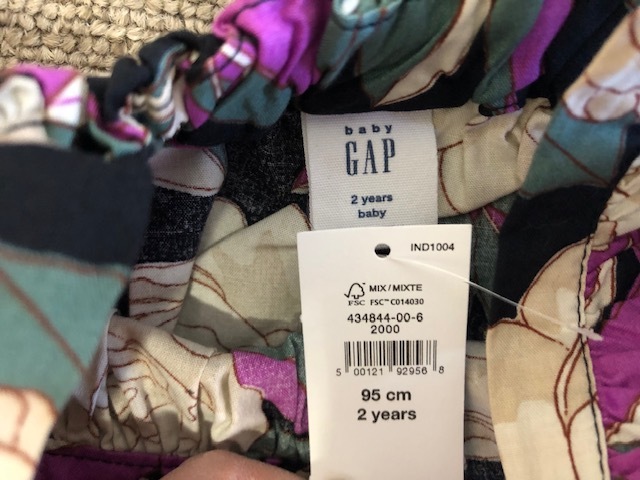 baby
GAP
2 years
baby
IND1004
MIX/MIXTE
FSC FSC™ C014030
434844-00-6
2000
5 00121 92956 8
95 cm
2 years